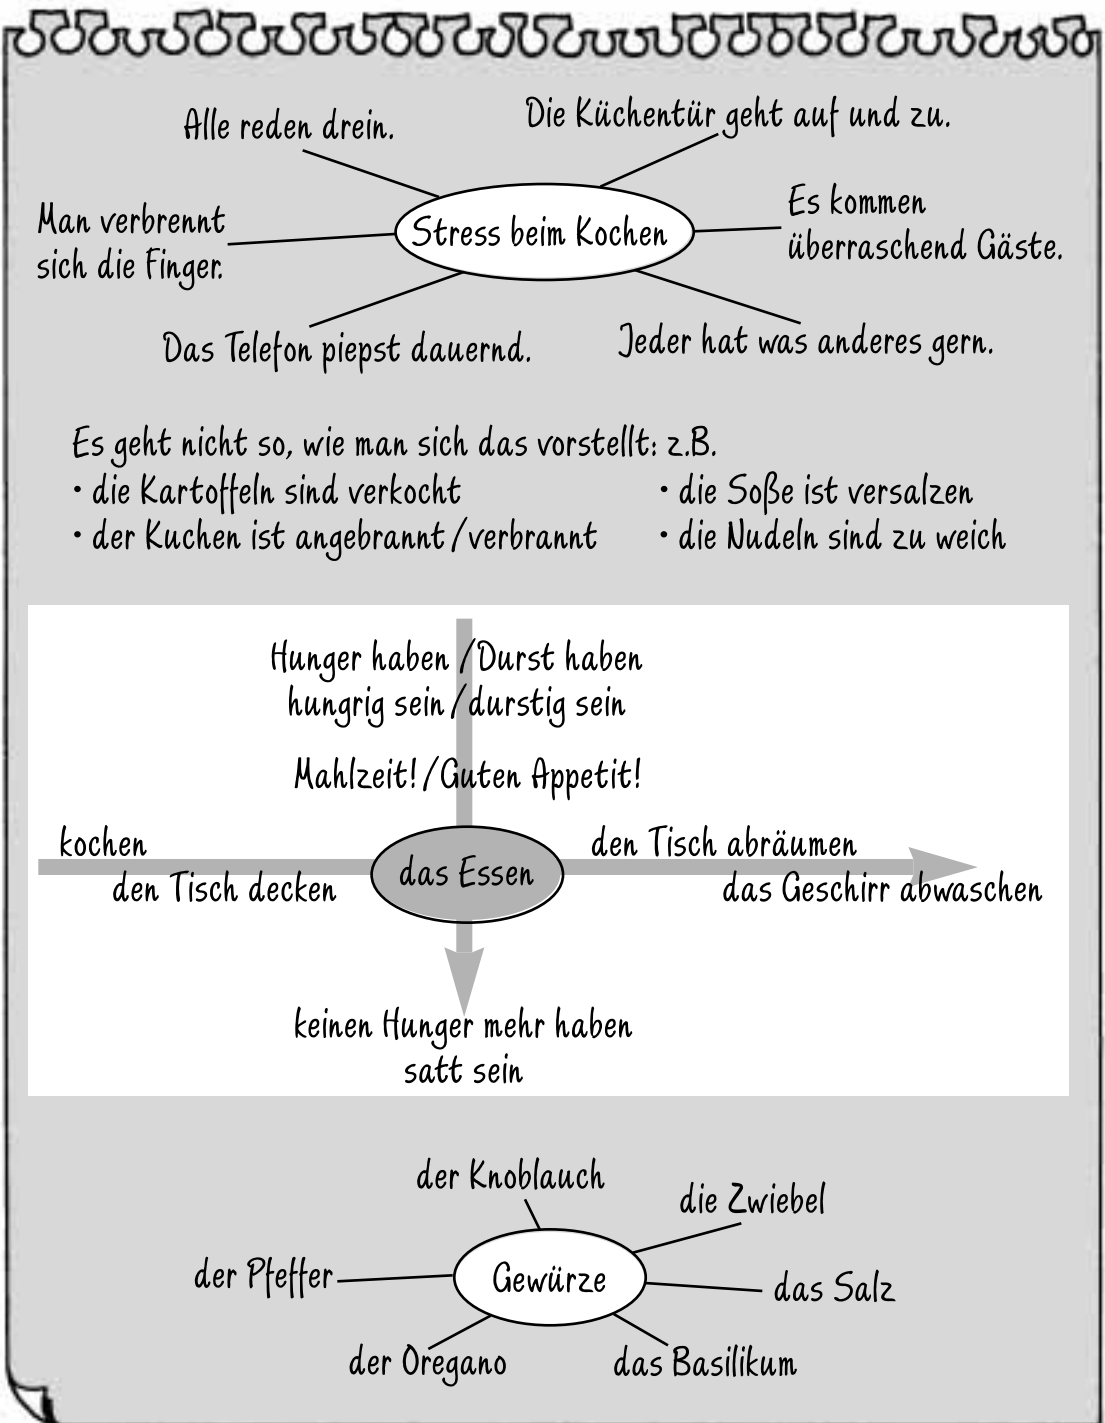 Alle reden drein.
Die Küchentür geht auf und zu.
Man verbrennt
sich die Finger.
Stress beim Kochen
Es kommen
überraschend Gäste.
Das Telefon piepst dauernd.
Jeder hat was anderes gern.
Es geht nicht so, wie man sich das vorstellt: z.B.
• die Kartoffeln sind verkocht
• die Soße ist versalzen
• der Kuchen ist angebrannt/verbrannt
• die Nudeln sind zu weich
Hunger haben/Durst haben
hungrig sein/durstig sein
Mahlzeit!/Guten Appetit!
kochen
den Tisch decken
das Essen
den Tisch abräumen
das Geschirr abwaschen
keinen Hunger mehr haben
satt sein
der Knoblauch
die Zwiebel
der Pfeffer
Gewürze
das Salz
der Oregano
das Basilikum